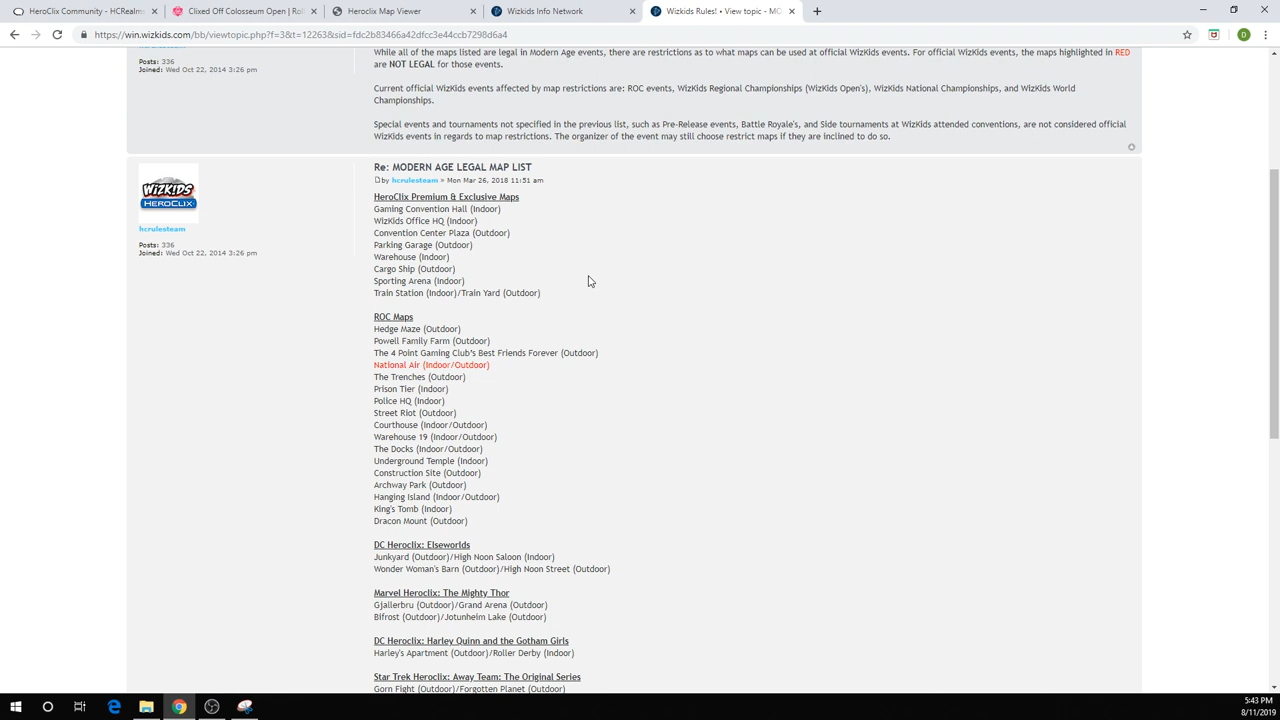 HeroClix Community - HCRealms
Clixed Off Colosseum Open | Roll
Heroclix Map Viewer
Wizkids Info Network
Wizkids Rules! • View topic - MO
https://win.wizkids.com/bb/viewtopic.php?f=3&t=12263&sid=fdc2b83466a42dfcc3e44ccb7298d6a4
Posts: 336
Joined: Wed Oct 22, 2014 3:26 pm
While all of the maps listed are legal in Modern Age events, there are restrictions as to what maps can be used at official WizKids events. For official WizKids events, the maps highlighted in RED
are NOT LEGAL for those events.
Current official WizKids events affected by map restrictions are: ROC events, WizKids Regional Championships (WizKids Open's), WizKids National Championships, and WizKids World
Championships.
Special events and tournaments not specified in the previous list, such as Pre-Release events, Battle Royale's, and Side tournaments at WizKids attended conventions, are not considered official
WizKids events in regards to map restrictions. The organizer of the event may still choose restrict maps if they are inclined to do so.
WIZKIDS
HEROCLIX
hcrulesteam
Posts: 336
Joined: Wed Oct 22, 2014 3:26 pm
Re: MODERN AGE LEGAL MAP LIST
by hcrulesteam » Mon Mar 26, 2018 11:51 am
HeroClix Premium & Exclusive Maps
Gaming Convention Hall (Indoor)
WizKids Office HQ (Indoor)
Convention Center Plaza (Outdoor)
Parking Garage (Outdoor)
Warehouse (Indoor)
Cargo Ship (Outdoor)
Sporting Arena (Indoor)
Train Station (Indoor)/Train Yard (Outdoor)
ROC Maps
Hedge Maze (Outdoor)
Powell Family Farm (Outdoor)
The 4 Point Gaming Club's Best Friends Forever (Outdoor)
National Air (Indoor/Outdoor)
The Trenches (Outdoor)
Prison Tier (Indoor)
Police HQ (Indoor)
Street Riot (Outdoor)
Courthouse (Indoor/Outdoor)
Warehouse 19 (Indoor/Outdoor)
The Docks (Indoor/Outdoor)
Underground Temple (Indoor)
Construction Site (Outdoor)
Archway Park (Outdoor)
Hanging Island (Indoor/Outdoor)
King's Tomb (Indoor)
Dracon Mount (Outdoor)
DC Heroclix: Elseworlds
Junkyard (Outdoor)/High Noon Saloon (Indoor)
Wonder Woman's Barn (Outdoor)/High Noon Street (Outdoor)
Marvel Heroclix: The Mighty Thor
Gjallerbru (Outdoor)/Grand Arena (Outdoor)
Bifrost (Outdoor)/Jotunheim Lake (Outdoor)
DC Heroclix: Harley Quinn and the Gotham Girls
Harley's Apartment (Outdoor)/Roller Derby (Indoor)
Star Trek Heroclix: Away Team: The Original Series
Gorn Fight (Outdoor)/Forgotten Planet (Outdoor)
5:43 PM
8/11/2019